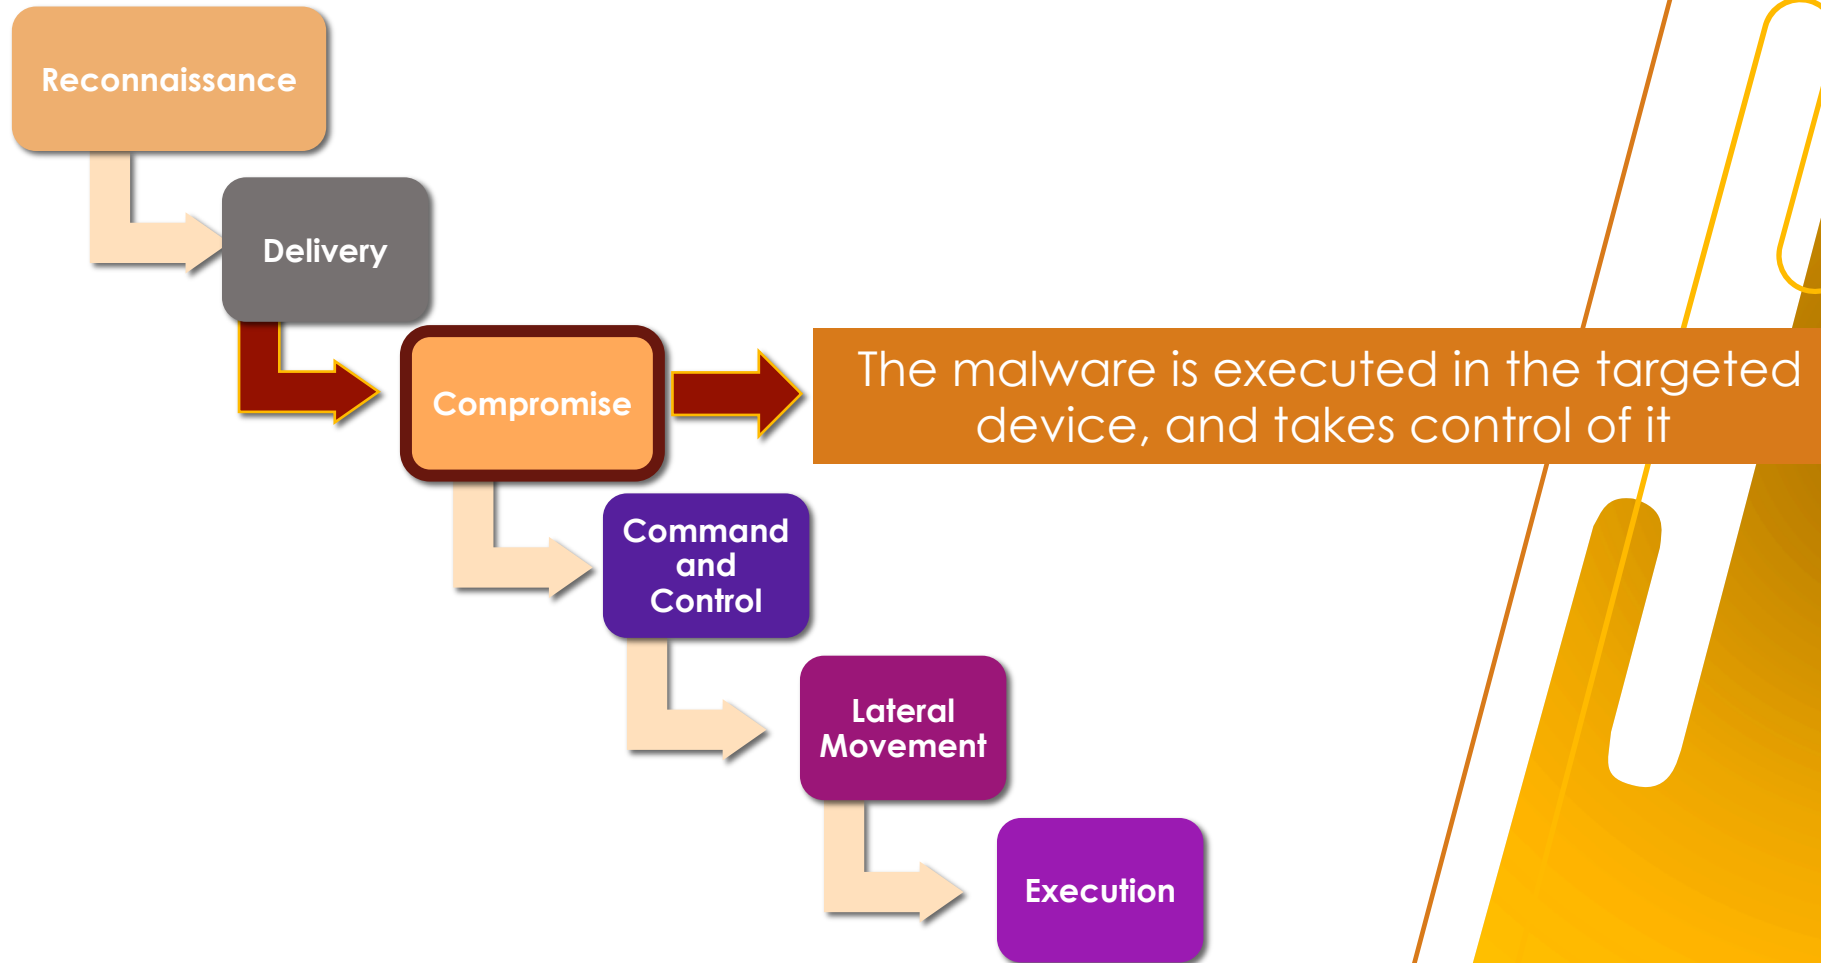 Reconnaissance
Delivery
Compromise
The malware is executed in the targeted
device, and takes control of it
Command
and
Control
Lateral
Movement
Execution